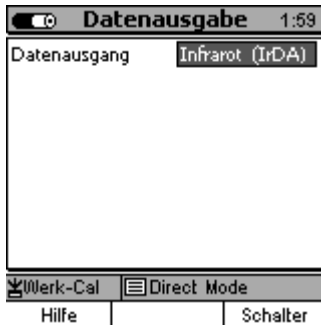 Datenausgabe 1:59
Datenausgang Infrarot (IrDA)
Werk-Cal Direct Mode
Hilfe Schalter